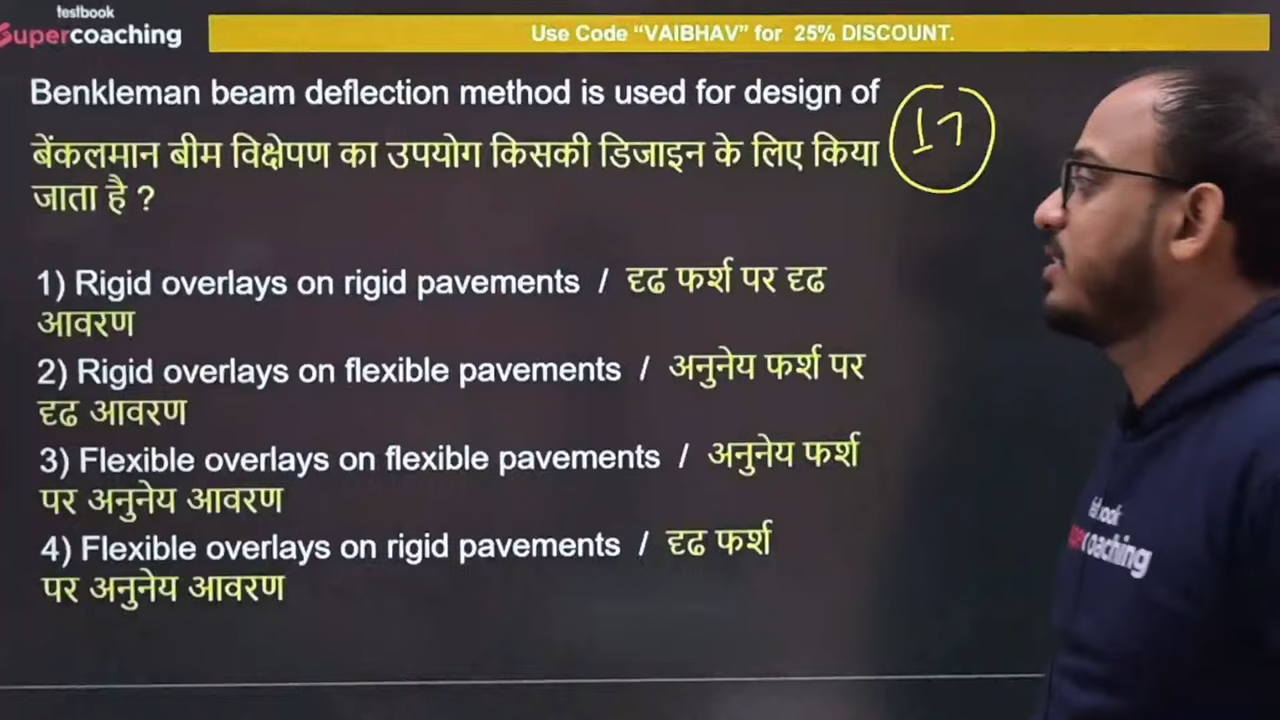 testbook
Supercoaching
Use Code “VAIBHAV” for 25% DISCOUNT.
Benkleman beam deflection method is used for design of
बेंकलमान बीम विक्षेपण का उपयोग किसकी डिजाइन के लिए किया
जाता है ?
17
1) Rigid overlays on rigid pavements / दृढ फर्श पर दृढ
आवरण
2) Rigid overlays on flexible pavements / अनुनेय फर्श पर
दृढ आवरण
3) Flexible overlays on flexible pavements / अनुनेय फर्श
पर अनुनेय आवरण
4) Flexible overlays on rigid pavements / दृढ फर्श
पर अनुनेय आवरण
testbook
coaching